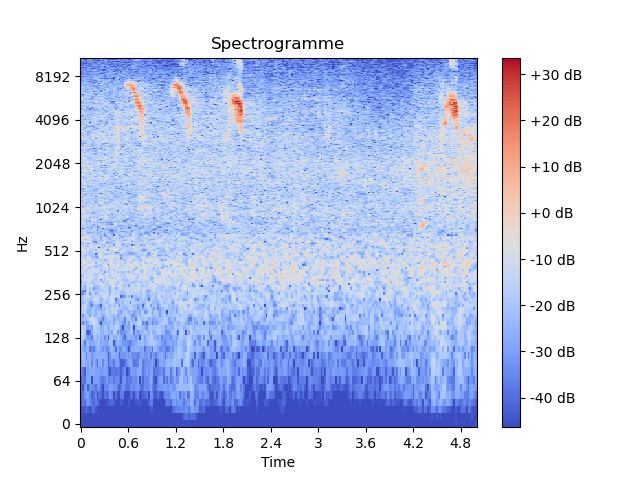 Spectrogramme
Hz
8192
4096
2048
1024
512
256
128
64
0
0 0.6 1.2 1.8 2.4 3 3.6 4.2 4.8
Time
+30 dB
+20 dB
+10 dB
+0 dB
-10 dB
-20 dB
-30 dB
-40 dB